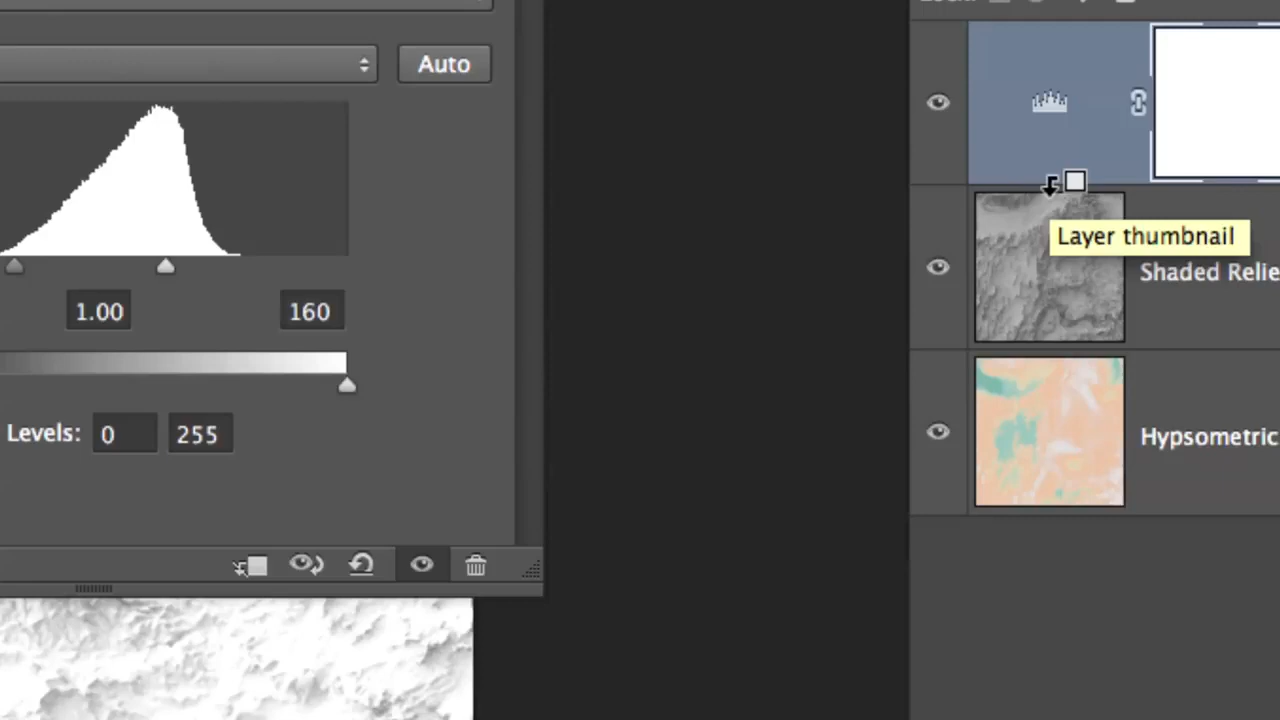 Auto
Layer thumbnail
Shaded Relie
1.00
160
Levels: 0 255
Hypsometric